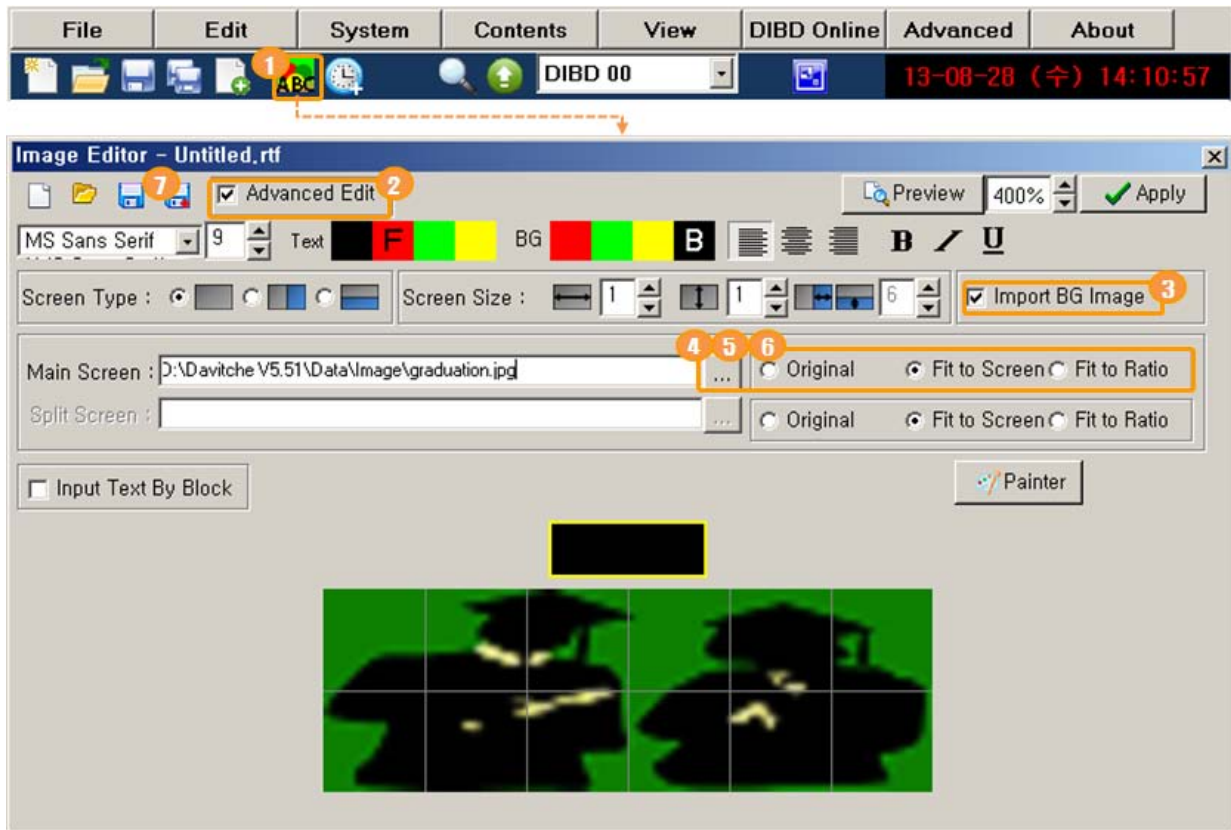 File Edit System Contents View DIBD Online Advanced About
1 ABC DIBD 00 13-08-28 (수) 14:10:57
Image Editor - Untitled.rtf
7 Advanced Edit 2 Preview 400% Apply
MS Sans Serif 9 Text F BG B B I U
Screen Type : Screen Size : 1 1 6 Import BG Image 3
4 5 6
Main Screen : D:\Davitche V5.51\Data\Image\graduation.jpg ... Original Fit to Screen Fit to Ratio
Split Screen : ... Original Fit to Screen Fit to Ratio
Input Text By Block Painter